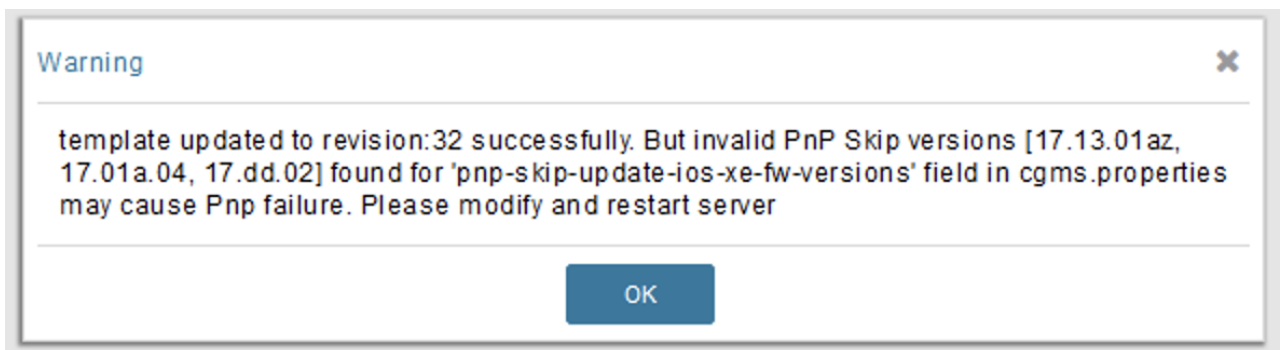 Warning
template updated to revision:32 successfully. But invalid PnP Skip versions [17.13.01az,
17.01a.04, 17.dd.02] found for 'pnp-skip-update-ios-xe-fw-versions' field in cgms.properties
may cause Pnp failure. Please modify and restart server
OK